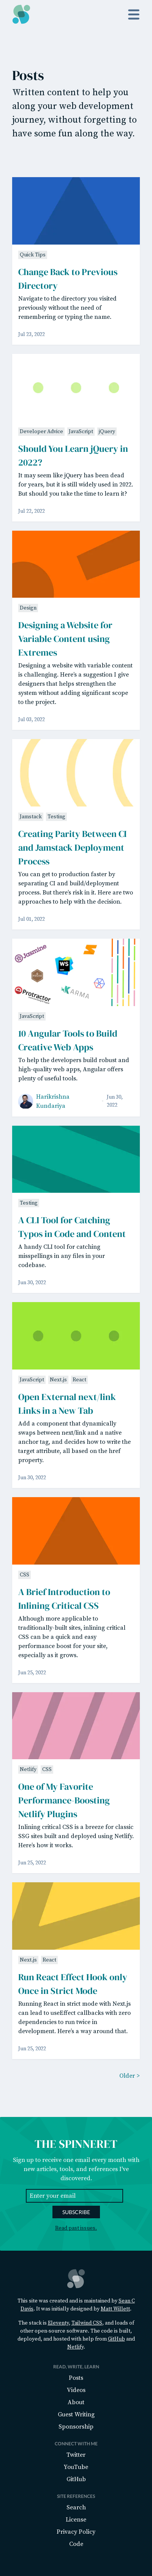 Posts
Written content to help you
along your web development
journey, without forgetting to
have some fun along the way.
Quick Tips
Change Back to Previous
Directory
Navigate to the directory you visited
previously without the need of
remembering or typing the name.
Jul 23, 2022
Developer Advice JavaScript jQuery
Should You Learn jQuery in
2022?
It may seem like jQuery has been dead
for years, but it is still widely used in 2022.
But should you take the time to learn it?
Jul 22, 2022
Design
Designing a Website for
Variable Content using
Extremes
Designing a website with variable content
is challenging. Here's a suggestion I give
designers that helps strengthen the
system without adding significant scope
to the project.
Jul 03, 2022
Jamstack Testing
Creating Parity Between CI
and Jamstack Deployment
Process
You can get to production faster by
separating CI and build/deployment
process. But there's risk in it. Here are two
approaches to help with the decision.
Jul 01, 2022
Jasmine
WS
Protractor
KARMA
JavaScript
10 Angular Tools to Build
Creative Web Apps
To help the developers build robust and
high-quality web apps, Angular offers
plenty of useful tools.
Harikrishna
Kundariya
Jun 30,
2022
Testing
A CLI Tool for Catching
Typos in Code and Content
A handy CLI tool for catching
misspellings in any files in your
codebase.
Jun 30, 2022
JavaScript Next.js React
Open External next/link
Links in a New Tab
Add a component that dynamically
swaps between next/link and a native
anchor tag, and decides how to write the
target attribute, all based on the href
property.
Jun 30, 2022
CSS
A Brief Introduction to
Inlining Critical CSS
Although more applicable to
traditionally-built sites, inlining critical
CSS can be a quick and easy
performance boost for your site,
especially as it grows.
Jun 25, 2022
Netlify CSS
One of My Favorite
Performance-Boosting
Netlify Plugins
Inlining critical CSS is a breeze for classic
SSG sites built and deployed using Netlify.
Here's how it works.
Jun 25, 2022
Next.js React
Run React Effect Hook only
Once in Strict Mode
Running React in strict mode with Next.js
can lead to useEffect callbacks with zero
dependencies to run twice in
development. Here's a way around that.
Jun 25, 2022
Older >
THE SPINNERET
Sign up to receive one email every month with
new articles, tools, and references I've
discovered.
Enter your email
SUBSCRIBE
Read past issues.
This site was created and is maintained by Sean C
Davis. It was initially designed by Matt Willett.
The stack is Eleventy, Tailwind CSS, and loads of
other open-source software. The code is built,
deployed, and hosted with help from GitHub and
Netlify.
READ, WRITE, LEARN
Posts
Videos
About
Guest Writing
Sponsorship
CONNECT WITH ME
Twitter
YouTube
GitHub
SITE REFERENCES
Search
License
Privacy Policy
Code